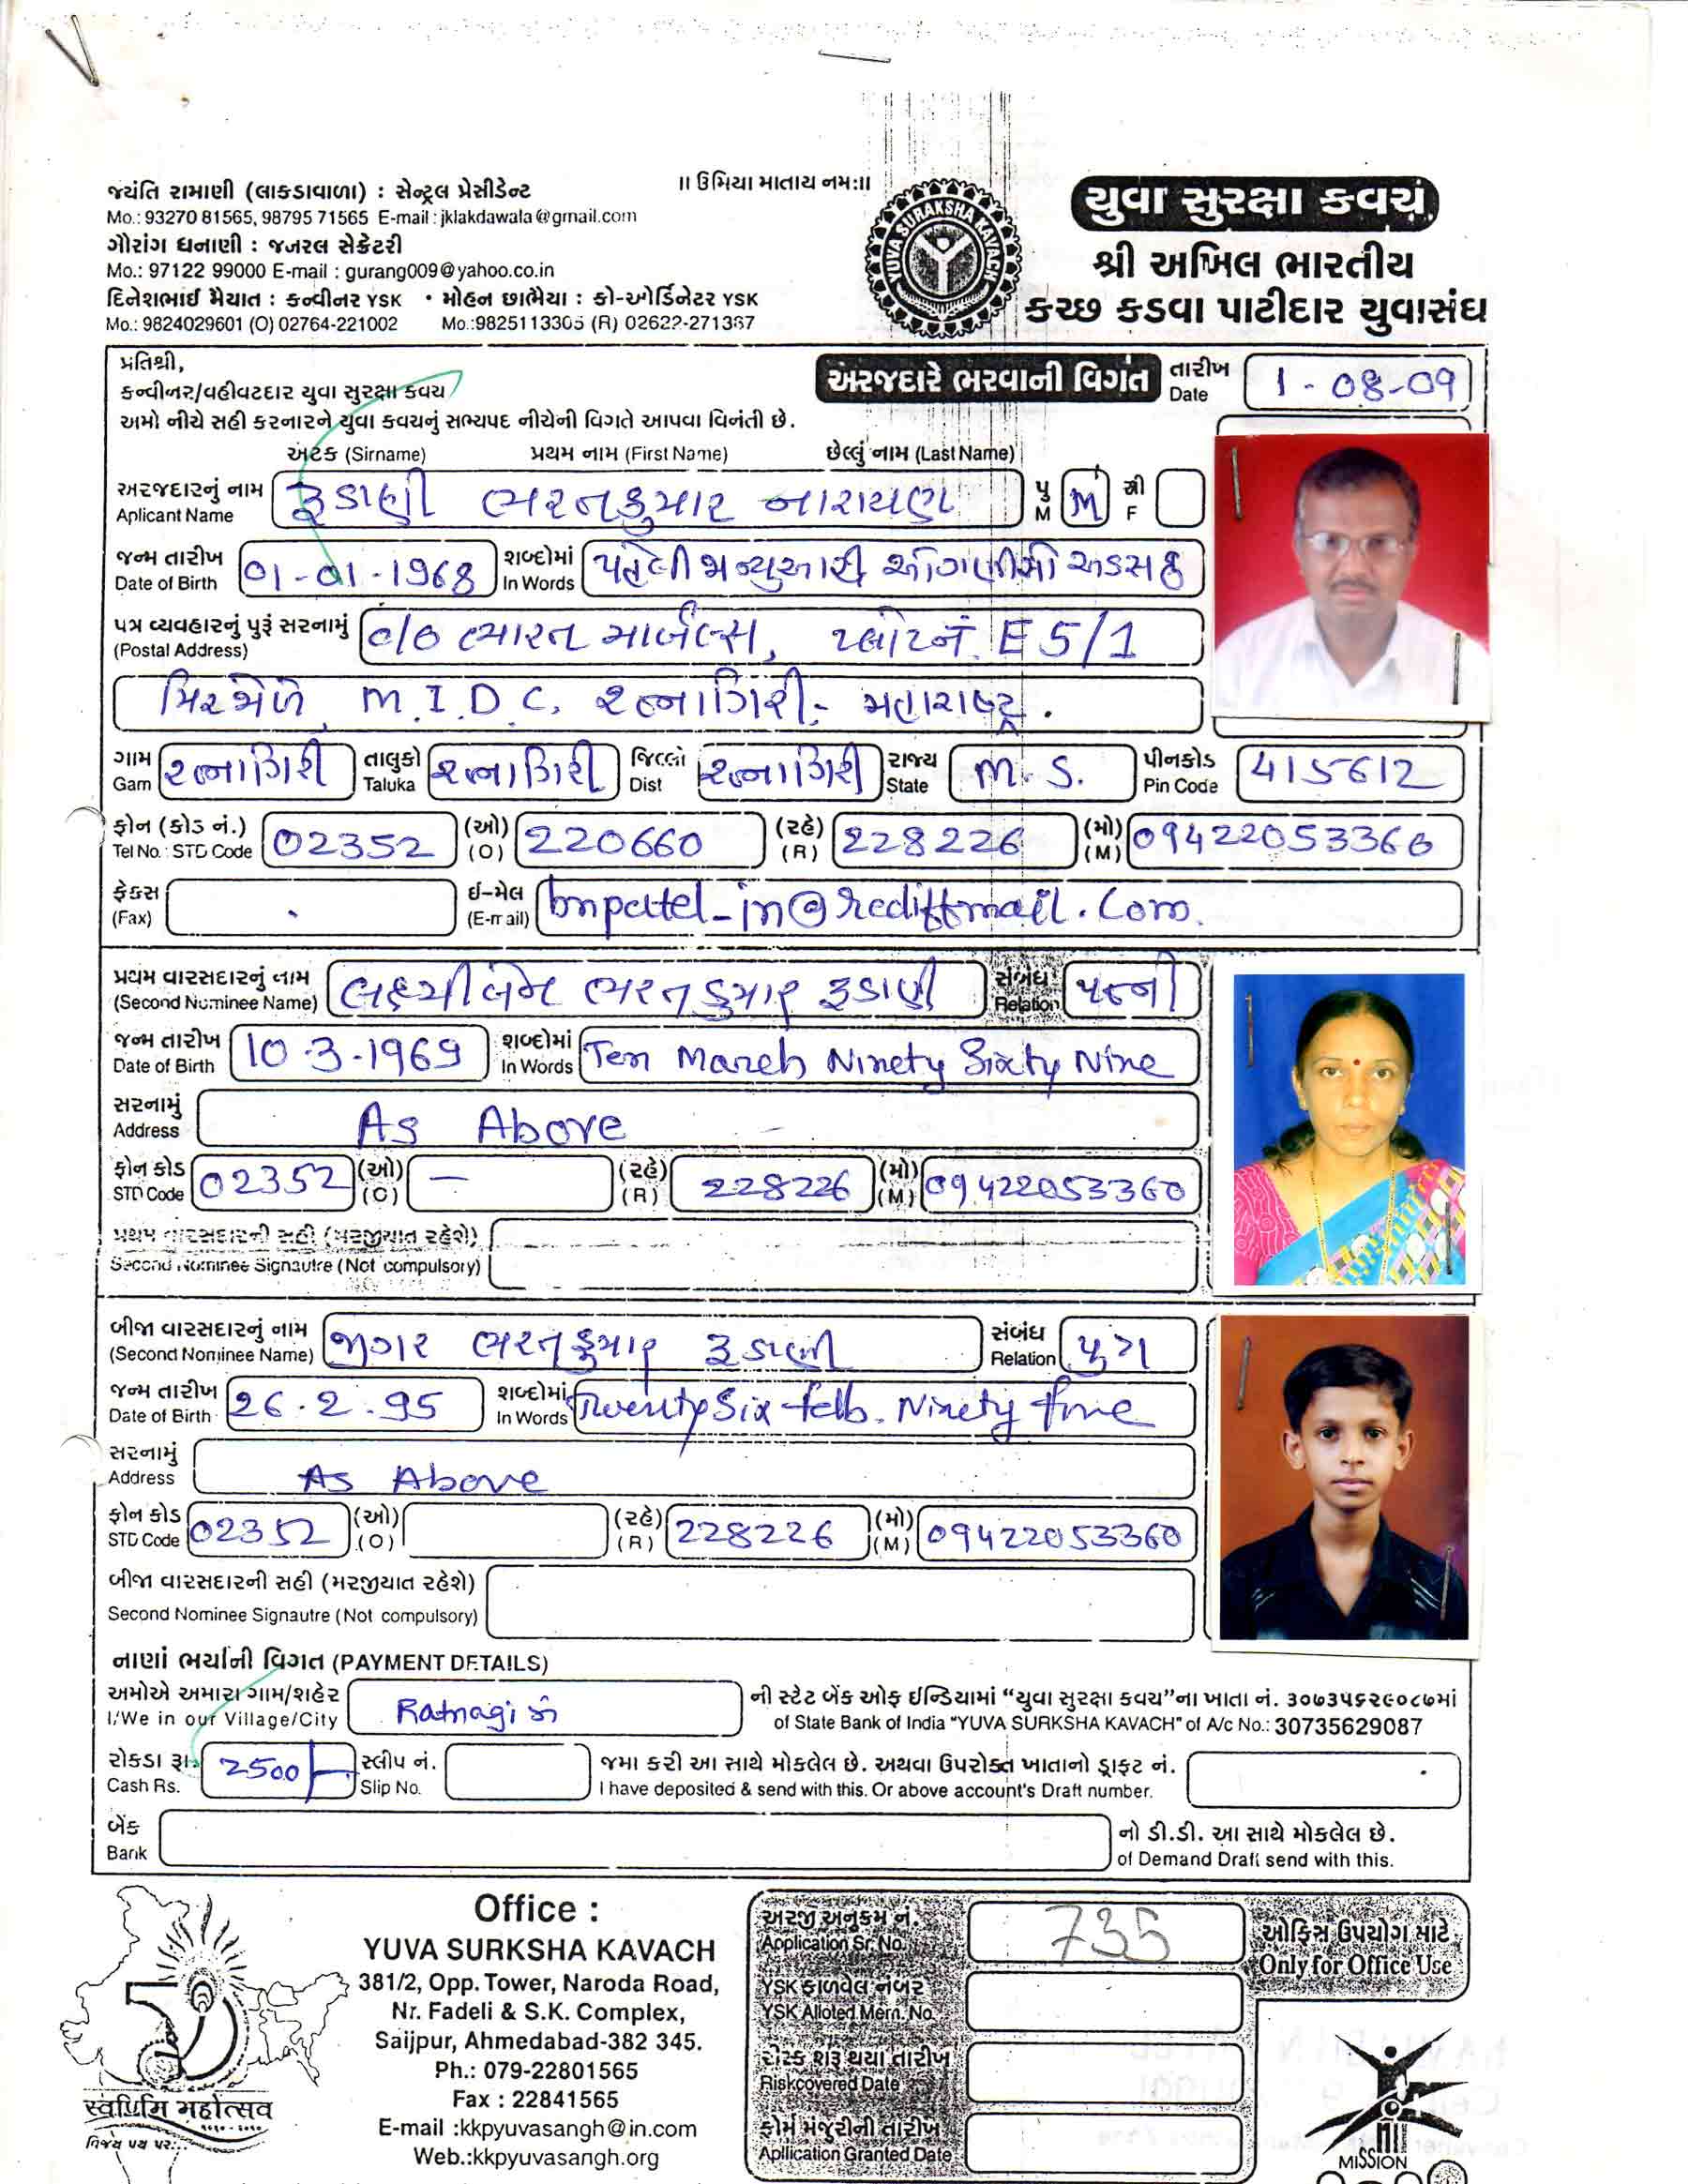 ॥ ઉમિયા માતાય નમઃ॥
જયંતિ રામાણી (લાકડાવાળા) : સેન્ટ્રલ પ્રેસીડેન્ટ
Mo.: 93270 81565, 98795 71565 E-mail : jklakdawala@gmail.com
ગૌરાંગ ધનાણી : જનરલ સેક્રેટરી
Mo.: 97122 99000 E-mail : gurang009@yahoo.co.in
દિનેશભાઈ મૈયાત : કન્વીનર YSK • મોહન છાભૈયા : કો-ઓર્ડિનેટર YSK
Mo.: 9824029601 (O) 02764-221002 Mo.:9825113305 (R) 02622-271367
YUVA SURAKSHA KAVACH
યુવા સુરક્ષા કવચ
શ્રી અખિલ ભારતીય
કચ્છ કડવા પાટીદાર યુવાસંઘ
પ્રતિશ્રી,
કન્વીનર/વહીવટદાર યુવા સુરક્ષા કવચ
અરજદારે ભરવાની વિગત તારીખ Date 1-08-09
અમો નીચે સહી કરનારને યુવા કવચનું સભ્યપદ નીચેની વિગતે આપવા વિનંતી છે.
અટક (Sirname) પ્રથમ નામ (First Name) છેલ્લું નામ (Last Name)
અરજદારનું નામ Aplicant Name રૂડાણી ભરતકુમાર નારાયણ પુ M M સ્ત્રી F
જન્મ તારીખ Date of Birth 01-01-1968 શબ્દોમાં In Words પહેલી જાન્યુઆરી ઓગણીસો અડસઠ
પત્ર વ્યવહારનું પુરૂં સરનામું (Postal Address) c/o ભારત માર્બલ્સ, પ્લોટ નં. E 5/1
મિરજોળે M.I.D.C. રત્નાગિરી. મહારાષ્ટ્ર.
ગામ Gam રત્નાગિરી તાલુકો Taluka રત્નાગિરી જિલ્લો Dist રત્નાગિરી રાજ્ય State M.S. પીનકોડ Pin Code 415612
ફોન (કોડ નં.) Tel No.: STD Code 02352 (ઓ) (O) 220660 (રહે) (R) 228226 (મો) (M) 09422053360
ફેક્સ (Fax) ઈ-મેલ (E-mail) bnpatel_in@rediffmail.com
પ્રથમ વારસદારનું નામ (Second Nominee Name) લક્ષ્મીબેન ભરતકુમાર રૂડાણી સંબંધ Relation પત્ની
જન્મ તારીખ Date of Birth 10-3-1969 શબ્દોમાં In Words Ten March Ninety Sixty Nine
સરનામું Address As Above
ફોન કોડ STD Code 02352 (ઓ) (O) — (રહે) (R) 228226 (મો) (M) 09422053360
પ્રથમ વારસદારની સહી (મરજીયાત રહેશે)
Second Nominee Signautre (Not compulsory)
બીજા વારસદારનું નામ (Second Nominee Name) જીગર ભરતકુમાર રૂડાણી સંબંધ Relation પુત્ર
જન્મ તારીખ Date of Birth 26.2.95 શબ્દોમાં In Words Twenty Six feb. Ninety five
સરનામું Address As Above
ફોન કોડ STD Code 02352 (ઓ) (O) (રહે) (R) 228226 (મો) (M) 09422053360
બીજા વારસદારની સહી (મરજીયાત રહેશે)
Second Nominee Signautre (Not compulsory)
નાણાં ભર્યાની વિગત (PAYMENT DETAILS)
અમોએ અમારા ગામ/શહેર Ratnagiri ની સ્ટેટ બેંક ઓફ ઈન્ડિયામાં “યુવા સુરક્ષા કવચ”ના ખાતા નં. ૩૦૭૩૫૬૨૯૦૮૭માં
I/We in our Village/City of State Bank of India "YUVA SURKSHA KAVACH" of A/c No.: 30735629087
રોકડા રૂા. 2500/- સ્લીપ નં. જમા કરી આ સાથે મોકલેલ છે. અથવા ઉપરોક્ત ખાતાનો ડ્રાફ્ટ નં.
Cash Rs. Slip No. I have deposited & send with this. Or above account's Draft number.
બેંક નો ડી.ડી. આ સાથે મોકલેલ છે.
Bank of Demand Draft send with this.
स्वर्णिम महोत्सव
Office :
YUVA SURKSHA KAVACH
381/2, Opp. Tower, Naroda Road,
Nr. Fadeli & S.K. Complex,
Saijpur, Ahmedabad-382 345.
Ph.: 079-22801565
Fax : 22841565
E-mail :kkpyuvasangh@in.com
Web.:kkpyuvasangh.org
અરજી અનુક્રમ નં. 735
Application Sr. No.
YSK ફાળવેલ નંબર
YSK Alloted Mem. No.
રીસ્ક શરૂ થયા તારીખ
Riskcovered Date
ફોર્મ મંજુરીની તારીખ
Apllication Granted Date
ઓફિસ ઉપયોગ માટે
Only for Office Use
MISSION